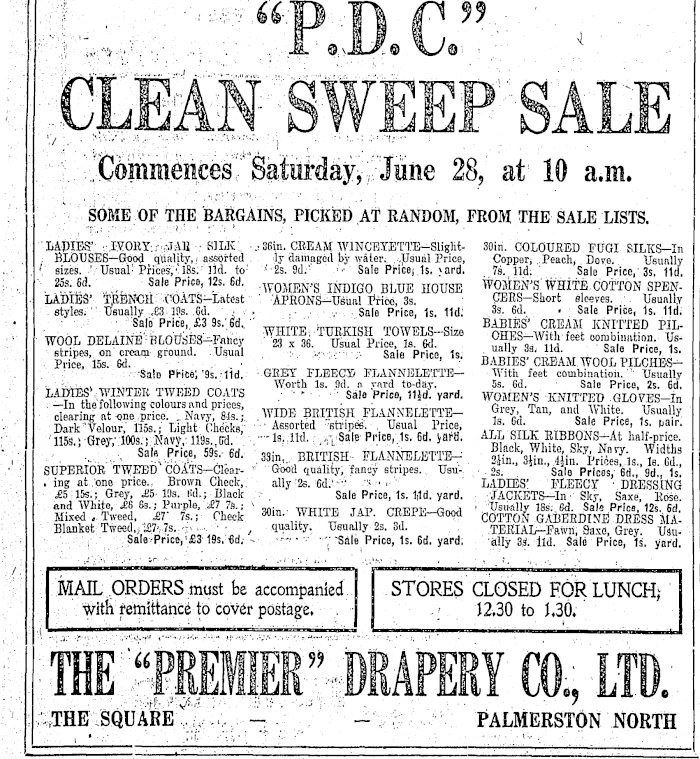 "P.D.C."
CLEAN SWEEP SALE
Commences Saturday, June 28, at 10 a.m.
SOME OF THE BARGAINS, PICKED AT RANDOM, FROM THE SALE LISTS.
LADIES' IVORY JAP SILK
BLOUSES—Good quality, assorted
sizes. Usual Prices, 18s. 11d. to
25s. 6d. Sale Price, 12s. 6d.
LADIES' TRENCH COATS—Latest
styles. Usually £3 19s. 6d.
Sale Price, £3 9s. 6d.
WOOL DELAINE BLOUSES—Fancy
stripes, on cream ground. Usual
Price, 15s. 6d.
Sale Price, 9s. 11d.
LADIES' WINTER TWEED COATS
—In the following colours and prices,
clearing at one price. Navy, 84s.;
Dark Velour, 115s.; Light Checks,
115s.; Grey, 100s.; Navy, 119s. 6d.
Sale Price, 59s. 6d.
SUPERIOR TWEED COATS—Clear-
ing at one price. Brown Check,
£5 15s.; Grey, £5 19s. 6d.; Black
and White, £6 6s.; Purple, £7 7s.;
Mixed Tweed, £7 7s.; Check
Blanket Tweed, £7 7s.
Sale Price, £3 19s. 6d.
36in. CREAM WINCEYETTE—Slight-
ly damaged by water. Usual Price,
2s. 9d. Sale Price, 1s. yard.
WOMEN'S INDIGO BLUE HOUSE
APRONS—Usual Price, 3s.
Sale Price, 1s. 11d.
WHITE TURKISH TOWELS—Size
23 x 36. Usual Price, 1s. 6d.
Sale Price, 1s.
GREY FLEECY FLANNELETTE—
Worth 1s. 9d. a yard to-day.
Sale Price, 11½d. yard.
WIDE BRITISH FLANNELETTE—
Assorted stripes. Usual Price,
1s. 11d. Sale Price, 1s. 6d. yard.
33in. BRITISH FLANNELETTE—
Good quality, fancy stripes. Usu-
ally 2s. 6d.
Sale Price, 1s. 11d. yard.
30in. WHITE JAP. CREPE—Good
quality. Usually 2s. 3d.
Sale Price, 1s. 6d. yard.
30in. COLOURED FUGI SILKS—In
Copper, Peach, Dove. Usually
7s. 11d. Sale Price, 3s. 11d.
WOMEN'S WHITE COTTON SPEN-
CERS—Short sleeves. Usually
3s. 6d. Sale Price, 1s. 11d.
BABIES' CREAM KNITTED PIL-
CHES—With feet combination. Us-
ually 3s. 11d. Sale Price, 1s.
BABIES' CREAM WOOL PILCHES—
With feet combination. Usually
5s. 6d. Sale Price, 2s. 6d.
WOMEN'S KNITTED GLOVES—In
Grey, Tan, and White. Usually
1s. 6d. Sale Price, 1s. pair.
ALL SILK RIBBONS—At half-price.
Black, White, Sky, Navy. Widths
2½in., 3½in., 4½in. Prices, 1s., 1s. 6d.,
2s. Sale Prices, 6d., 9d., 1s.
LADIES' FLEECY DRESSING
JACKETS—In Sky, Saxe, Rose.
Usually 18s. 6d. Sale Price, 12s. 6d.
COTTON GABERDINE DRESS MA-
TERIAL—Fawn, Saxe, Grey. Usu-
ally 3s. 11d. Sale Price, 1s. yard.
MAIL ORDERS must be accompanied
with remittance to cover postage.
STORES CLOSED FOR LUNCH,
12.30 to 1.30.
THE "PREMIER" DRAPERY CO., LTD.
THE SQUARE — — PALMERSTON NORTH